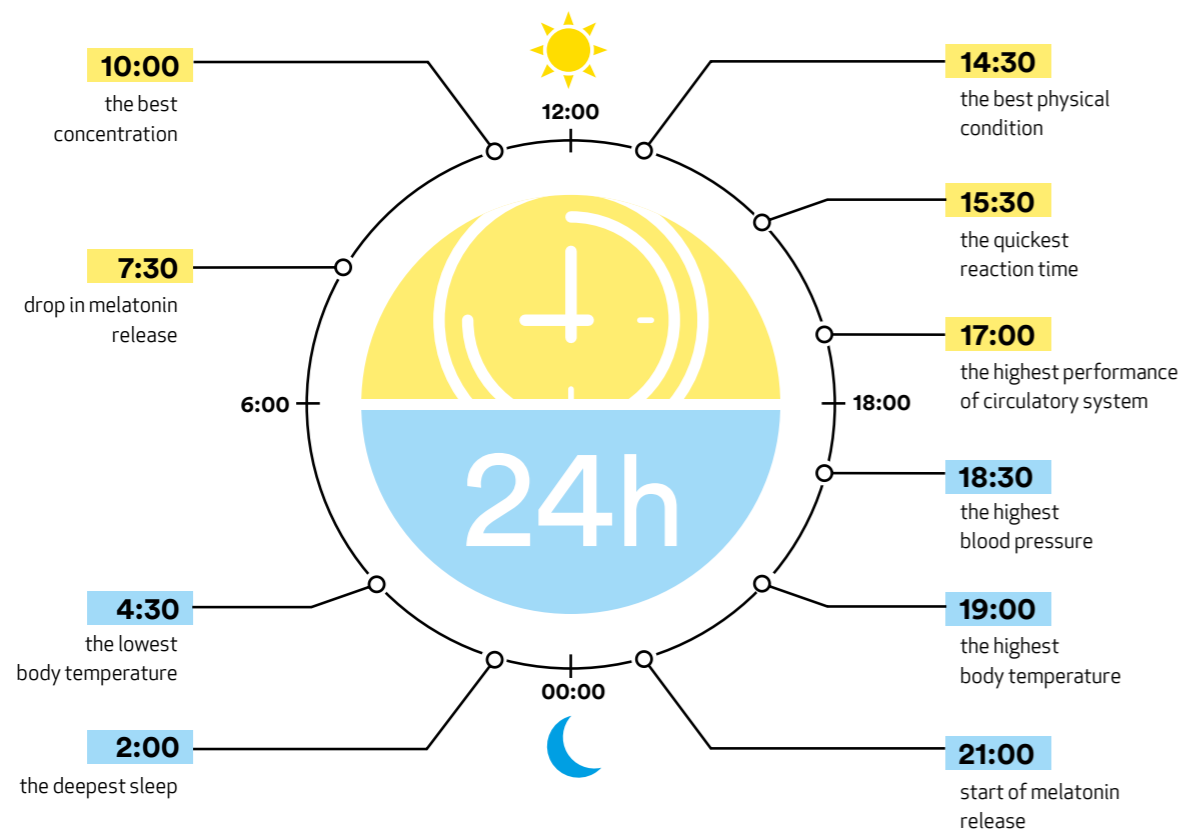 10:00
the best
concentration
7:30
drop in melatonin
release
6:00
4:30
the lowest
body temperature
2:00
the deepest sleep
12:00
24h
00:00
14:30
the best physical
condition
15:30
the quickest
reaction time
17:00
the highest performance
of circulatory system
18:00
18:30
the highest
blood pressure
19:00
the highest
body temperature
21:00
start of melatonin
release